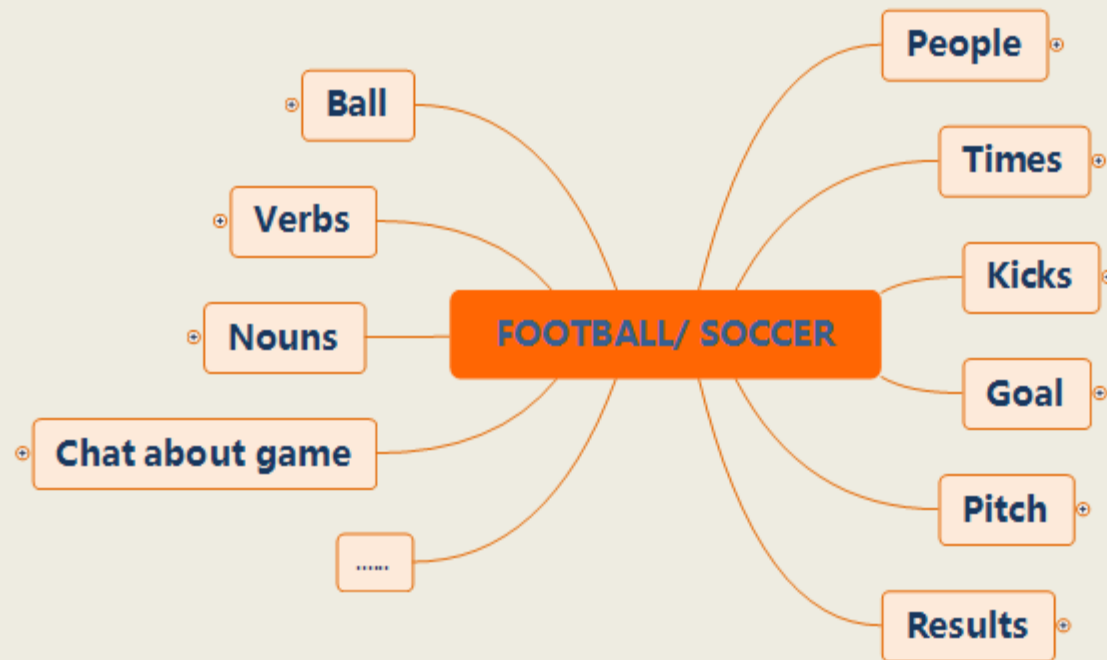 People
Ball
Times
Verbs
Kicks
FOOTBALL/ SOCCER
Nouns
Goal
Chat about game
Pitch
......
Results